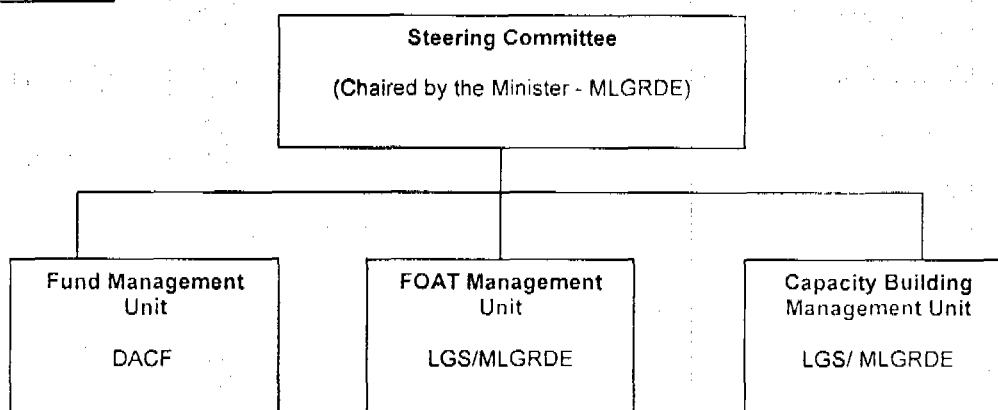 Steering Committee
(Chaired by the Minister - MLGRDE)
Fund Management
Unit
DACF
FOAT Management
Unit
LGS/MLGRDE
Capacity Building
Management Unit
LGS/ MLGRDE